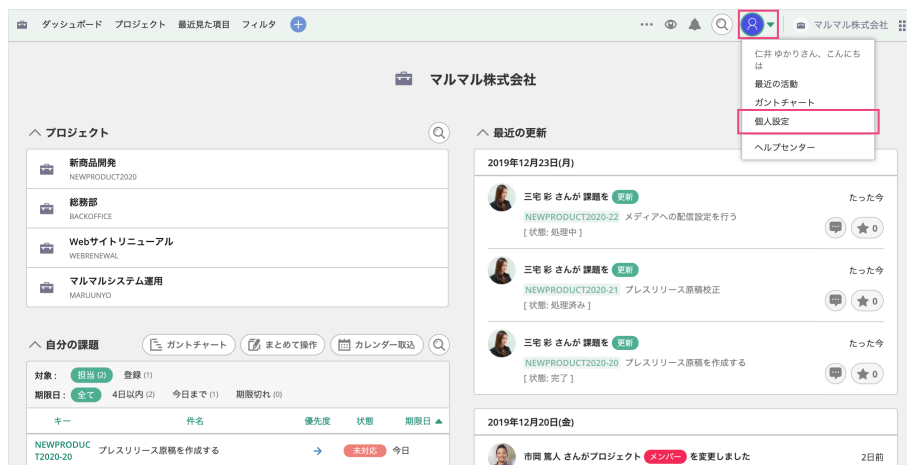 ダッシュボード プロジェクト 最近見た項目 フィルタ
マルマル株式会社
仁井 ゆかりさん、こんにち
は
最近の活動
ガントチャート
個人設定
ヘルプセンター
マルマル株式会社
プロジェクト
新商品開発
NEWPRODUCT2020
総務部
BACKOFFICE
Webサイトリニューアル
WEBRENEWAL
マルマルシステム運用
MARUUNYO
自分の課題 ガントチャート まとめて操作 カレンダー取込
対象： 担当 (2) 登録 (1)
期限日： 全て 4日以内 (2) 今日まで (1) 期限切れ (0)
キー 件名 優先度 状態 期限日
NEWPRODUC
T2020-20 プレスリリース原稿を作成する 未対応 今日
最近の更新
2019年12月23日(月)
三宅 彩 さんが 課題を 更新 たった今
NEWPRODUCT2020-22 メディアへの配信設定を行う
[ 状態: 処理中 ] 0
三宅 彩 さんが 課題を 更新 たった今
NEWPRODUCT2020-21 プレスリリース原稿校正
[ 状態: 処理済み ] 0
三宅 彩 さんが 課題を 更新 たった今
NEWPRODUCT2020-20 プレスリリース原稿を作成する
[ 状態: 完了 ] 0
2019年12月20日(金)
市岡 篤人 さんがプロジェクト メンバー を変更しました 2日前